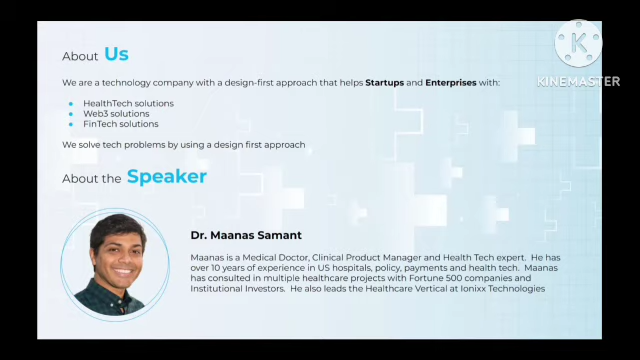 About Us
K
KINEMASTER
We are a technology company with a design-first approach that helps Startups and Enterprises with:
HealthTech solutions
Web3 solutions
FinTech solutions
We solve tech problems by using a design first approach
About the Speaker
Dr. Maanas Samant
Maanas is a Medical Doctor, Clinical Product Manager and Health Tech expert. He has
over 10 years of experience in US hospitals, policy, payments and health tech. Maanas
has consulted in multiple healthcare projects with Fortune 500 companies and
Institutional Investors. He also leads the Healthcare Vertical at Ionixx Technologies